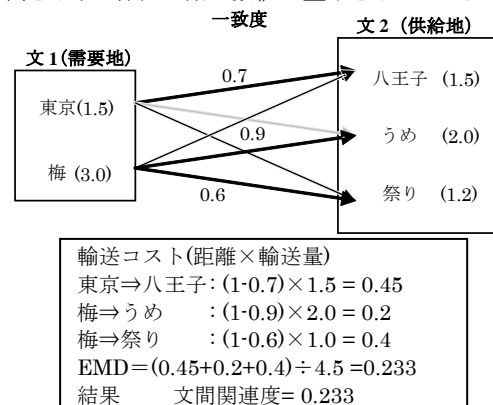 一致度
文2 (供給地)
文1(需要地)
0.7
八王子 (1.5)
東京(1.5)
0.9
うめ (2.0)
梅 (3.0)
0.6
祭り (1.2)
輸送コスト(距離×輸送量)
東京⇒八王子: (1-0.7)×1.5 = 0.45
梅⇒うめ : (1-0.9)×2.0 = 0.2
梅⇒祭り : (1-0.6)×1.0 = 0.4
EMD=(0.45+0.2+0.4)÷4.5 =0.233
結果 文間関連度= 0.233